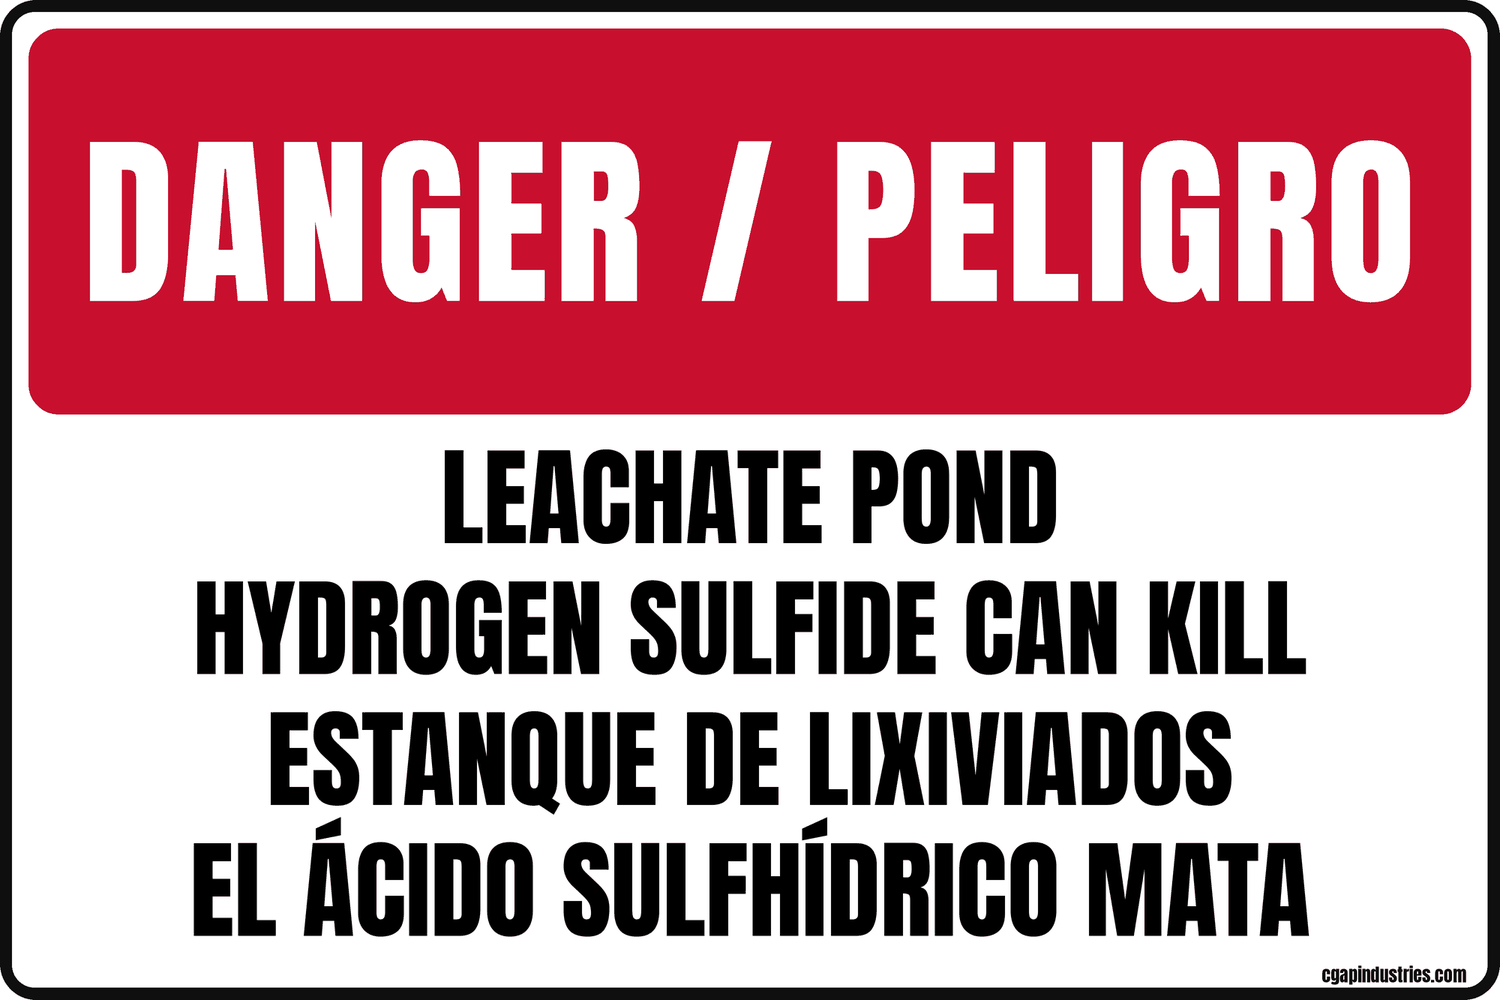 DANGER / PELIGRO
LEACHATE POND
HYDROGEN SULFIDE CAN KILL
ESTANQUE DE LIXIVIADOS
EL ÁCIDO SULFHÍDRICO MATA
cgapindustries.com